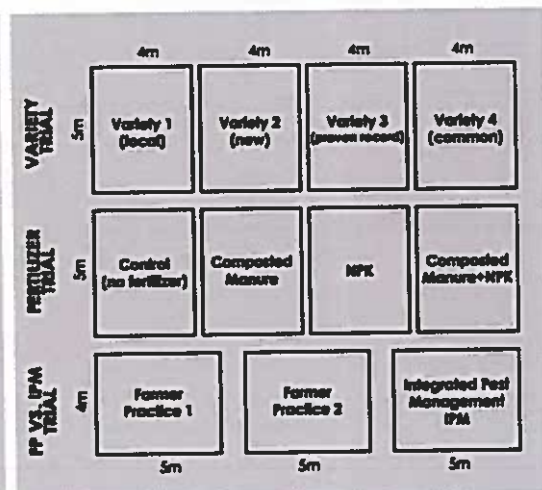 4m 4m 4m 4m
VARIETY
TRIAL
5m
Variety 1
(local)
Variety 2
(new)
Variety 3
(proven record)
Variety 4
(common)
FERTILIZER
TRIAL
5m
Control
(no fertilizer)
Composted
Manure
NPK
Composted
Manure+NPK
FP VS. IPM
TRIAL
4m
Farmer
Practice 1
Farmer
Practice 2
Integrated Pest
Management
IPM
5m 5m 5m